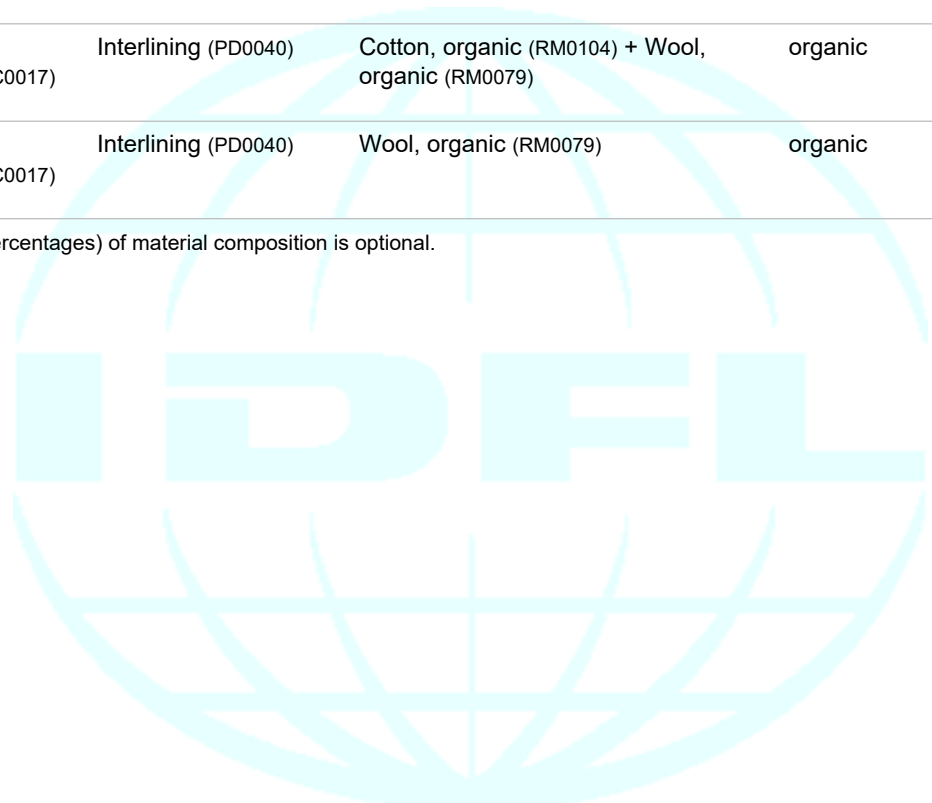 Interlining (PD0040) Cotton, organic (RM0104) + Wool, organic
C0017) organic (RM0079)
Interlining (PD0040) Wool, organic (RM0079) organic
C0017)
ercentages) of material composition is optional.
IDFL